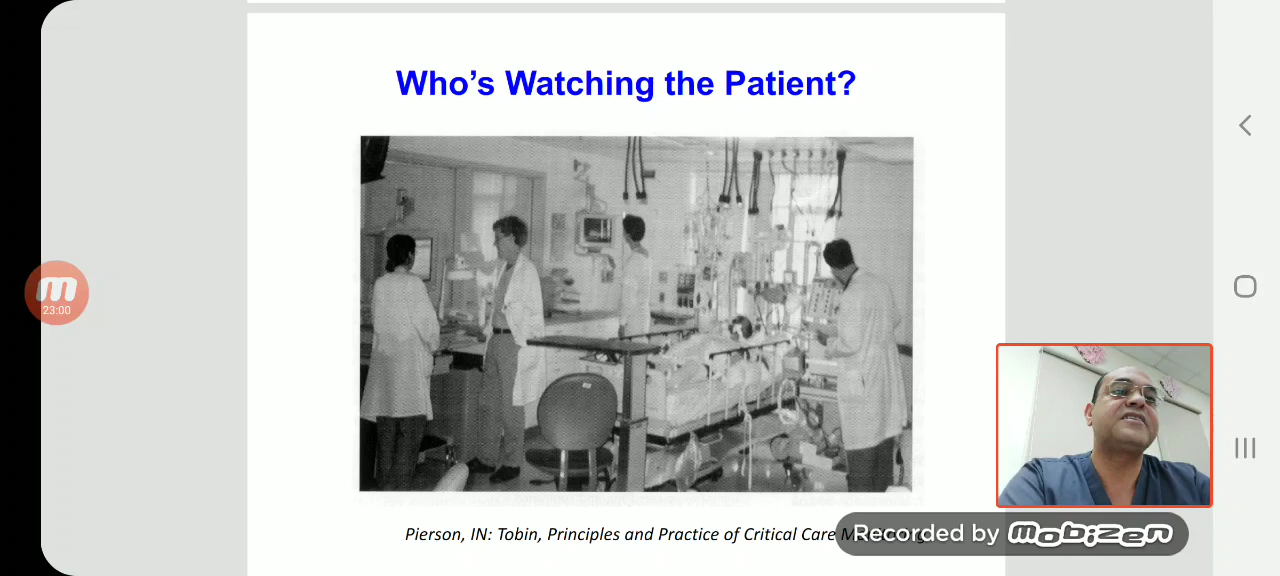 Who's Watching the Patient?
23:00
Pierson, IN: Tobin, Principles and Practice of Critical Care
Recorded by mobizen